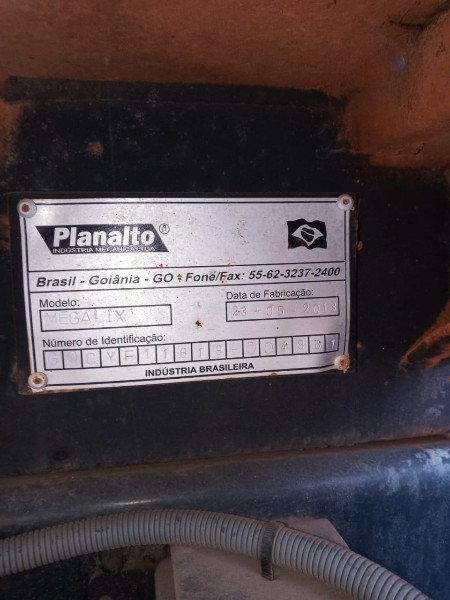 Planalto®
INDÚSTRIA MECÂNICA LTDA
Brasil - Goiânia - GO - Fone/Fax: 55-62-3237-2400
Modelo: Data de Fabricação:
MEGALIX
Número de Identificação:
INDÚSTRIA BRASILEIRA